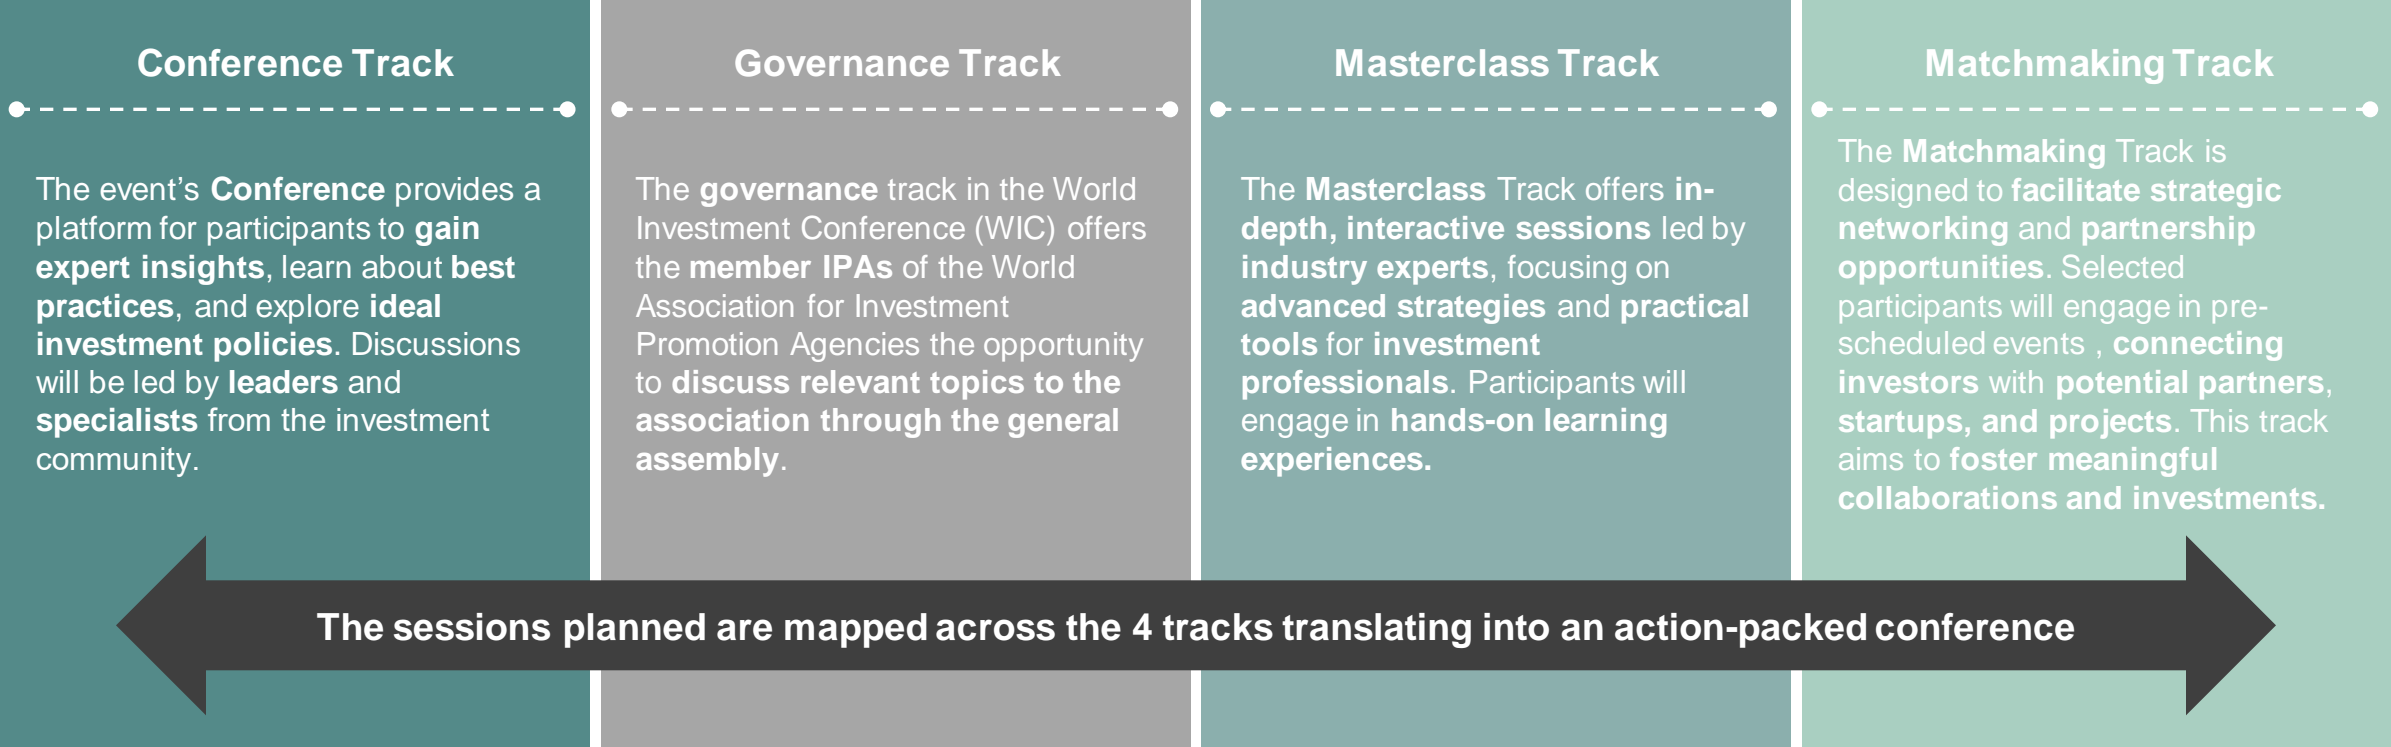 Conference Track
The event’s Conference provides a
platform for participants to gain
expert insights, learn about best
practices, and explore ideal
investment policies. Discussions
will be led by leaders and
specialists from the investment
community.
Governance Track
The governance track in the World
Investment Conference (WIC) offers
the member IPAs of the World
Association for Investment
Promotion Agencies the opportunity
to discuss relevant topics to the
association through the general
assembly.
Masterclass Track
The Masterclass Track offers in-
depth, interactive sessions led by
industry experts, focusing on
advanced strategies and practical
tools for investment
professionals. Participants will
engage in hands-on learning
experiences.
Matchmaking Track
The Matchmaking Track is
designed to facilitate strategic
networking and partnership
opportunities. Selected
participants will engage in pre-
scheduled events , connecting
investors with potential partners,
startups, and projects. This track
aims to foster meaningful
collaborations and investments.
The sessions planned are mapped across the 4 tracks translating into an action-packed conference